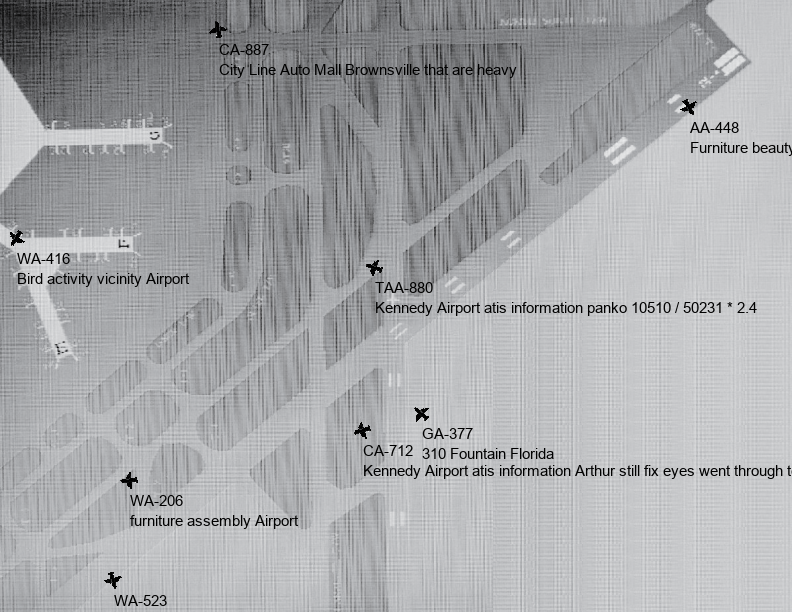 CA-887
City Line Auto Mall Brownsville that are heavy
AA-448
Furniture beauty
WA-416
Bird activity vicinity Airport
TAA-880
Kennedy Airport atis information panko 10510 / 50231 * 2.4
GA-377
310 Fountain Florida
CA-712
Kennedy Airport atis information Arthur still fix eyes went through t
WA-206
furniture assembly Airport
WA-523